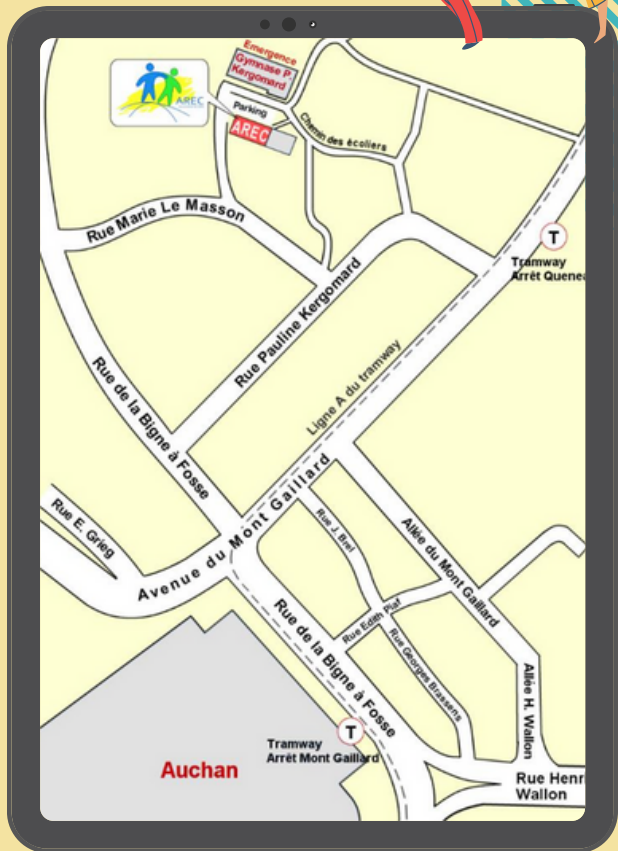 Emergence
Gymnase P.
Kergomard
AREC
Parking
AREC
Chemin des écoliers
Rue Marie Le Masson
T
Tramway
Arrêt Quenea
Rue Pauline Kergomard
Ligne A du tramway
Rue de la Bigne à Fosse
Rue E. Grieg
Avenue du Mont Gaillard
Rue J. Brel
Allée du Mont Gaillard
Rue Edith Piaf
Rue de la Bigne à Fosse
Rue Georges Brassens
Allée H. Wallon
T
Tramway
Arrêt Mont Gaillard
Auchan
Rue Henri
Wallon